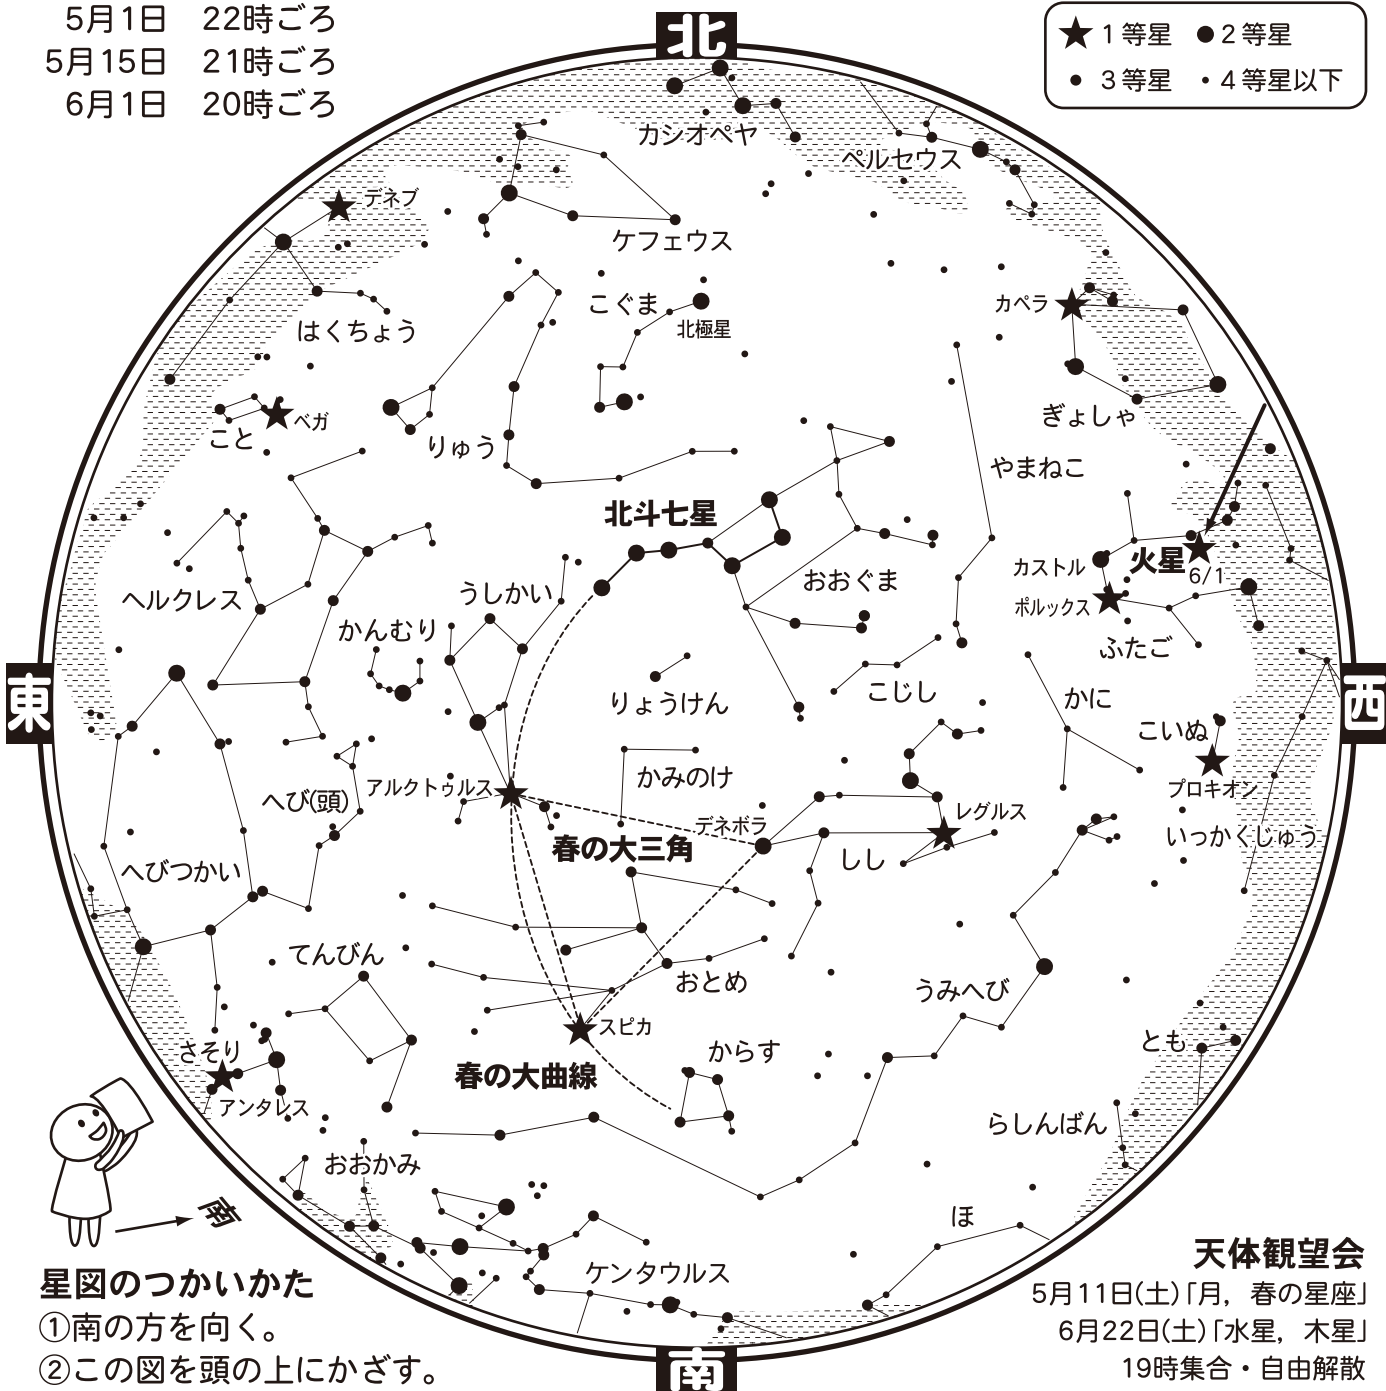 5月1日　22時ごろ
5月15日　21時ごろ
6月1日　20時ごろ
1等星　2等星
3等星　4等星以下
北
カシオペヤ
ペルセウス
デネブ
ケフェウス
はくちょう
こぐま
北極星
カペラ
ぎょしゃ
ベガ
こと
りゅう
やまねこ
北斗七星
おおぐま
カストル
火星
6/1
ポルックス
ヘルクレス
うしかい
かんむり
ふたご
東
西
りょうけん
こじし
かに
こいぬ
プロキオン
へび(頭)
アルクトゥルス
かみのけ
デネボラ
レグルス
春の大三角
しし
いっかくじゅう
へびつかい
てんびん
おとめ
うみへび
スピカ
さそり
アンタレス
春の大曲線
からす
とも
らしんばん
おおかみ
ほ
ケンタウルス
南
南
星図のつかいかた
①南の方を向く。
②この図を頭の上にかざす。
天体観望会
5月11日(土)｢月，春の星座｣
6月22日(土)｢水星，木星｣
19時集合・自由解散